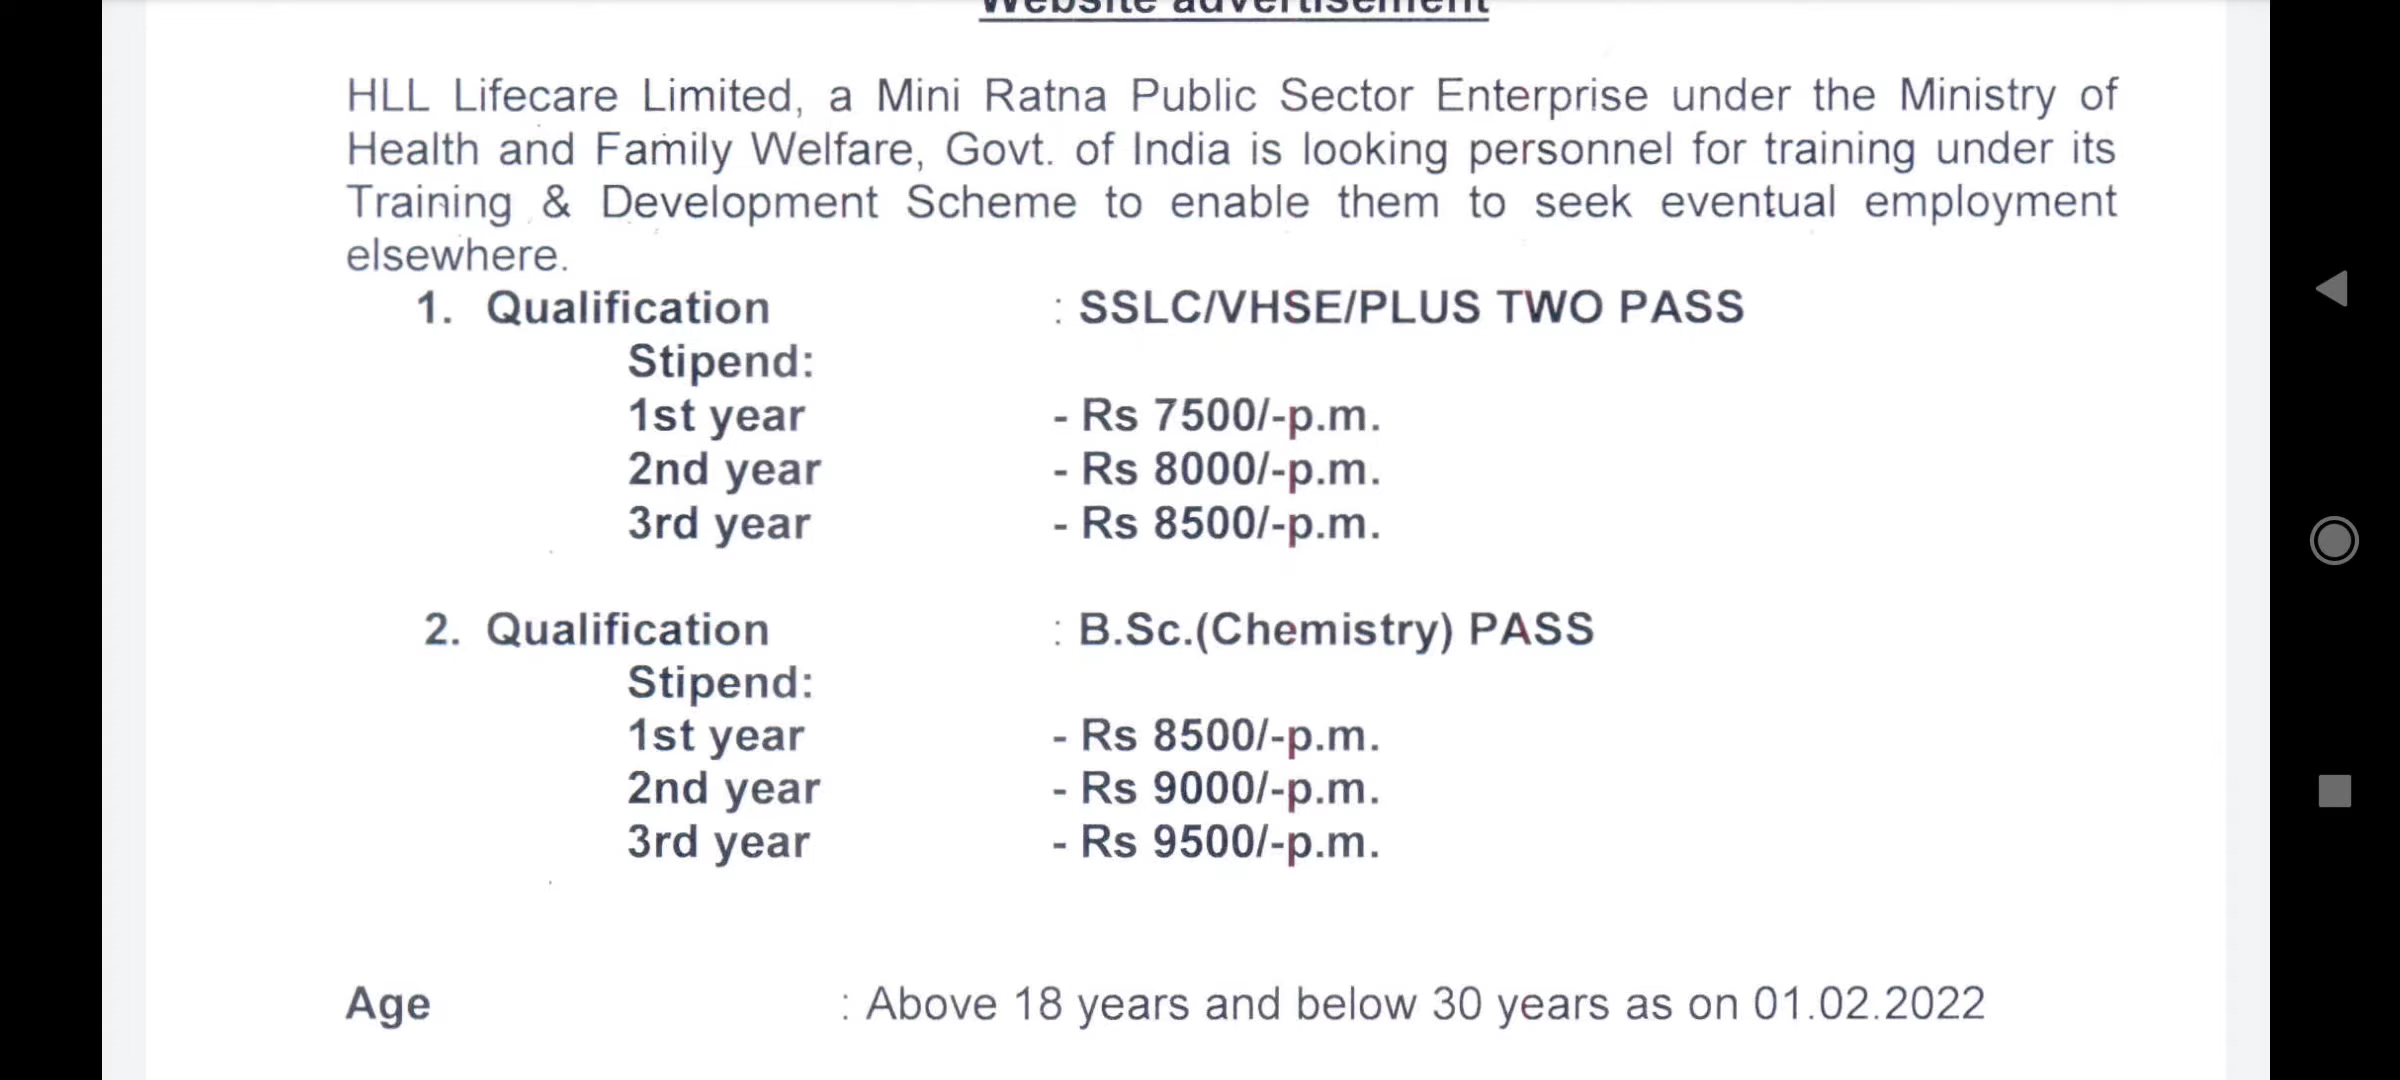 Website advertisement
HLL Lifecare Limited, a Mini Ratna Public Sector Enterprise under the Ministry of
Health and Family Welfare, Govt. of India is looking personnel for training under its
Training & Development Scheme to enable them to seek eventual employment
elsewhere.
1. Qualification : SSLC/VHSE/PLUS TWO PASS
Stipend:
1st year - Rs 7500/-p.m.
2nd year - Rs 8000/-p.m.
3rd year - Rs 8500/-p.m.
2. Qualification : B.Sc.(Chemistry) PASS
Stipend:
1st year - Rs 8500/-p.m.
2nd year - Rs 9000/-p.m.
3rd year - Rs 9500/-p.m.
Age : Above 18 years and below 30 years as on 01.02.2022